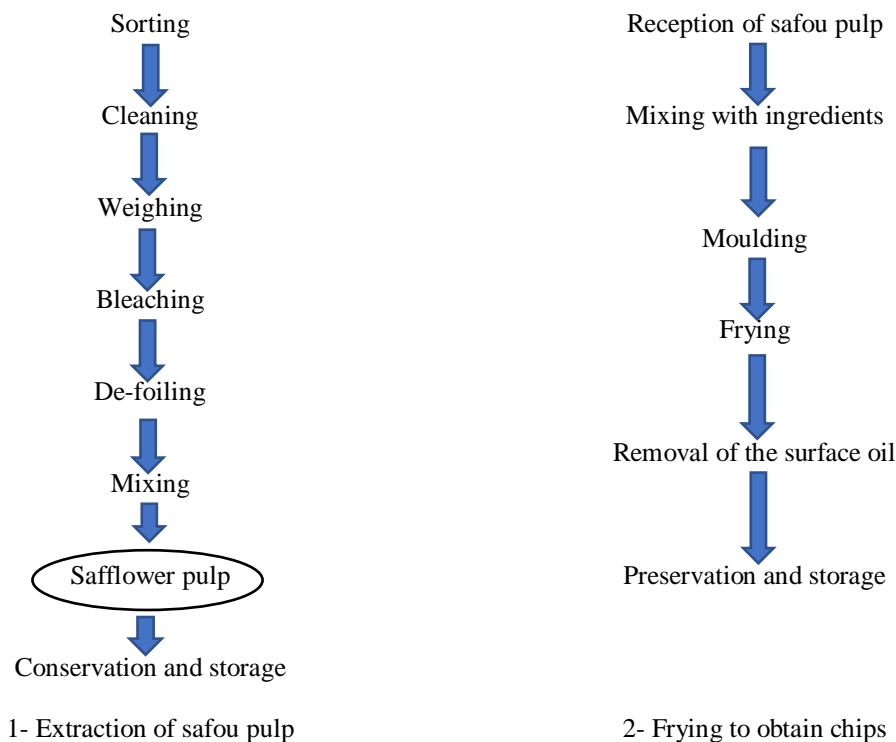 Sorting
Cleaning
Weighing
Bleaching
De-foiling
Mixing
Safflower pulp
Conservation and storage
1- Extraction of safou pulp
Reception of safou pulp
Mixing with ingredients
Moulding
Frying
Removal of the surface oil
Preservation and storage
2- Frying to obtain chips